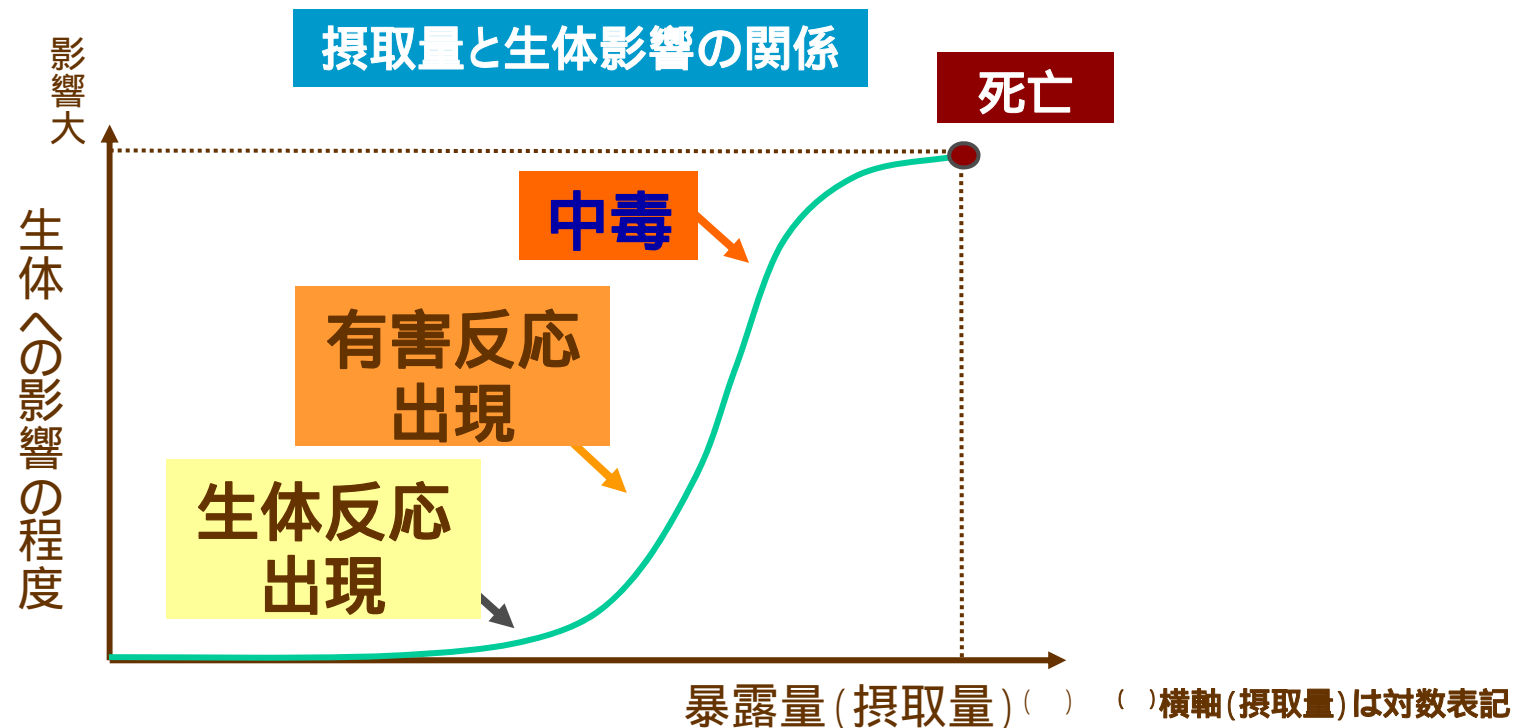 摂取量と生体影響の関係
影響大
死亡
中毒
有害反応
出現
生体反応
出現
生体への影響の程度
暴露量(摂取量)( ) ( )横軸(摂取量)は対数表記